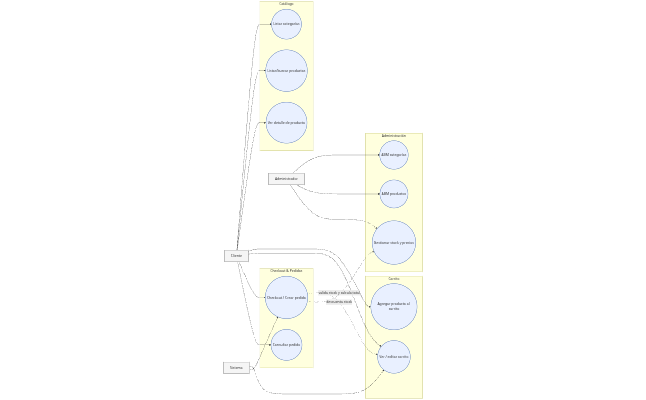 Catálogo
Listar categorías
Listar/buscar productos
Ver detalle de producto
Administración
ABM categorías
Administrador
ABM productos
Gestionar stock y precios
Cliente
Checkout & Pedidos
Carrito
Checkout / Crear pedido
valida stock y calcula total
descuenta stock
Agregar producto al
carrito
Consultar pedido
Ver / editar carrito
Sistema